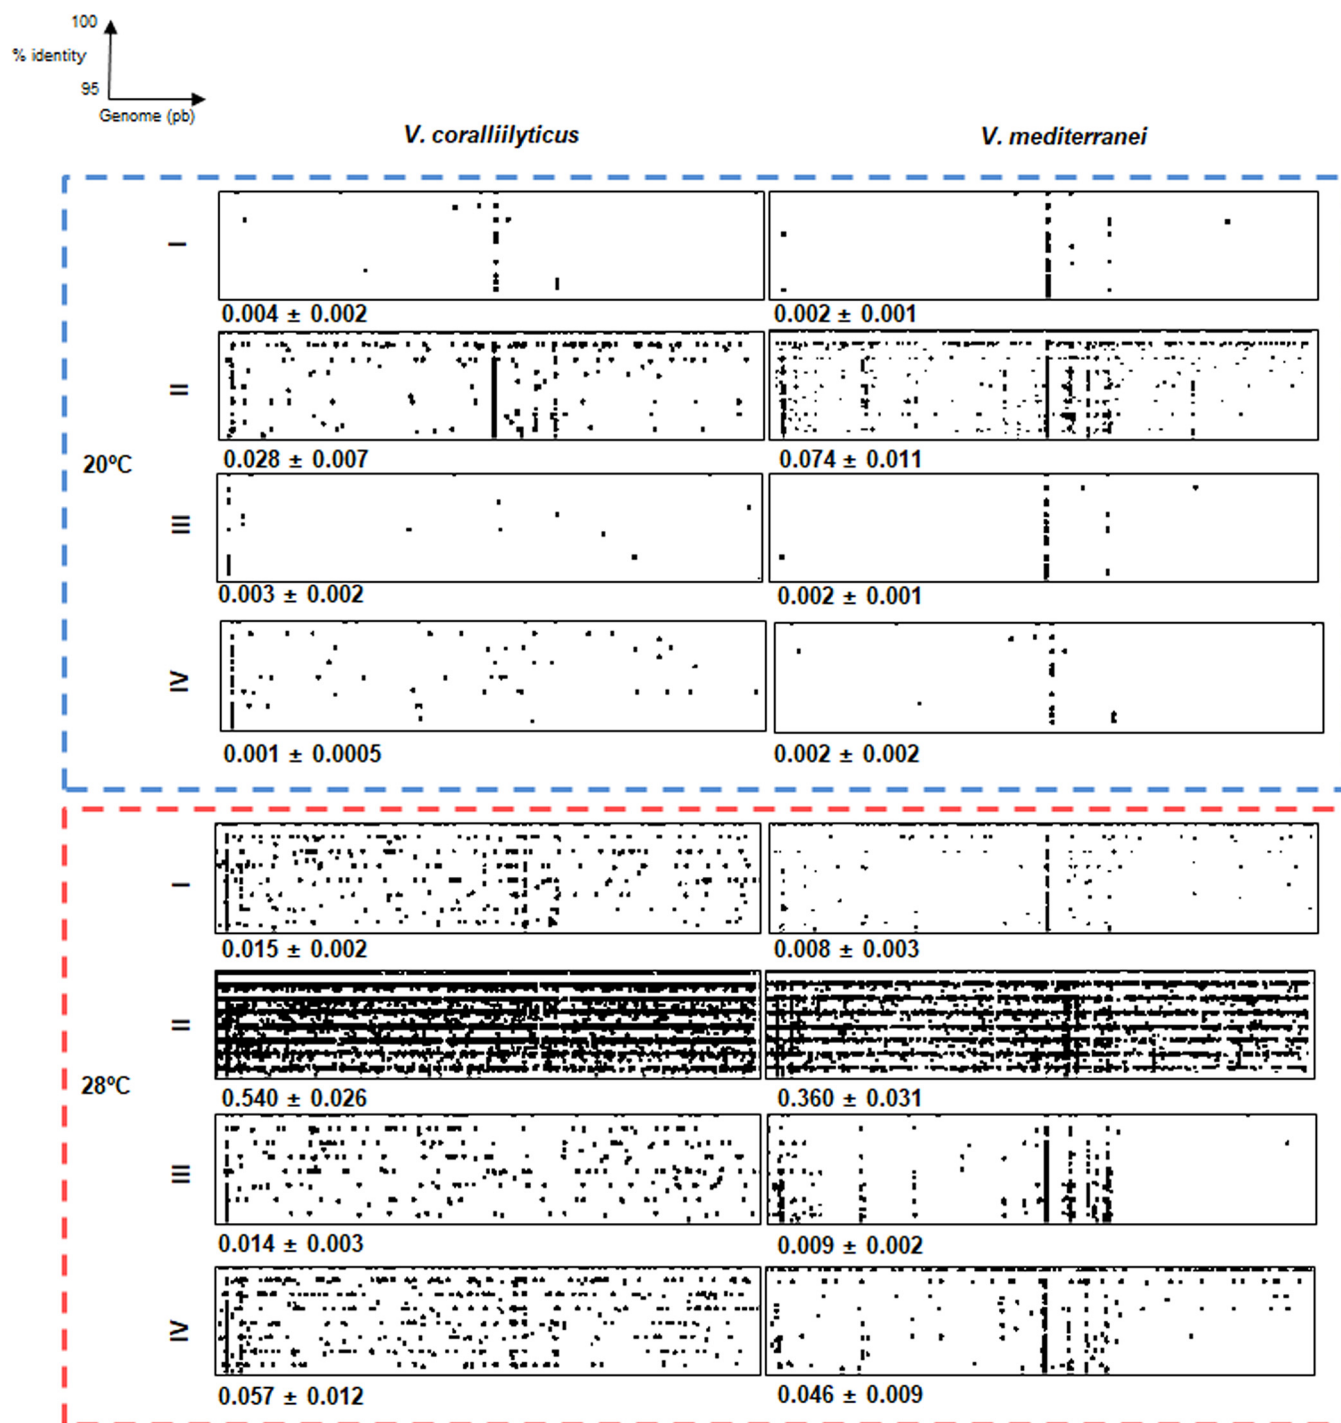 100
% identity
95
Genome (pb)
V. coralliilyticus V. mediterranei
I
0.004 ± 0.002 0.002 ± 0.001
II
0.028 ± 0.007 0.074 ± 0.011
20ºC
III
0.003 ± 0.002 0.002 ± 0.001
IV
0.001 ± 0.0005 0.002 ± 0.002
I
0.015 ± 0.002 0.008 ± 0.003
II
28ºC
0.540 ± 0.026 0.360 ± 0.031
III
0.014 ± 0.003 0.009 ± 0.002
IV
0.057 ± 0.012 0.046 ± 0.009